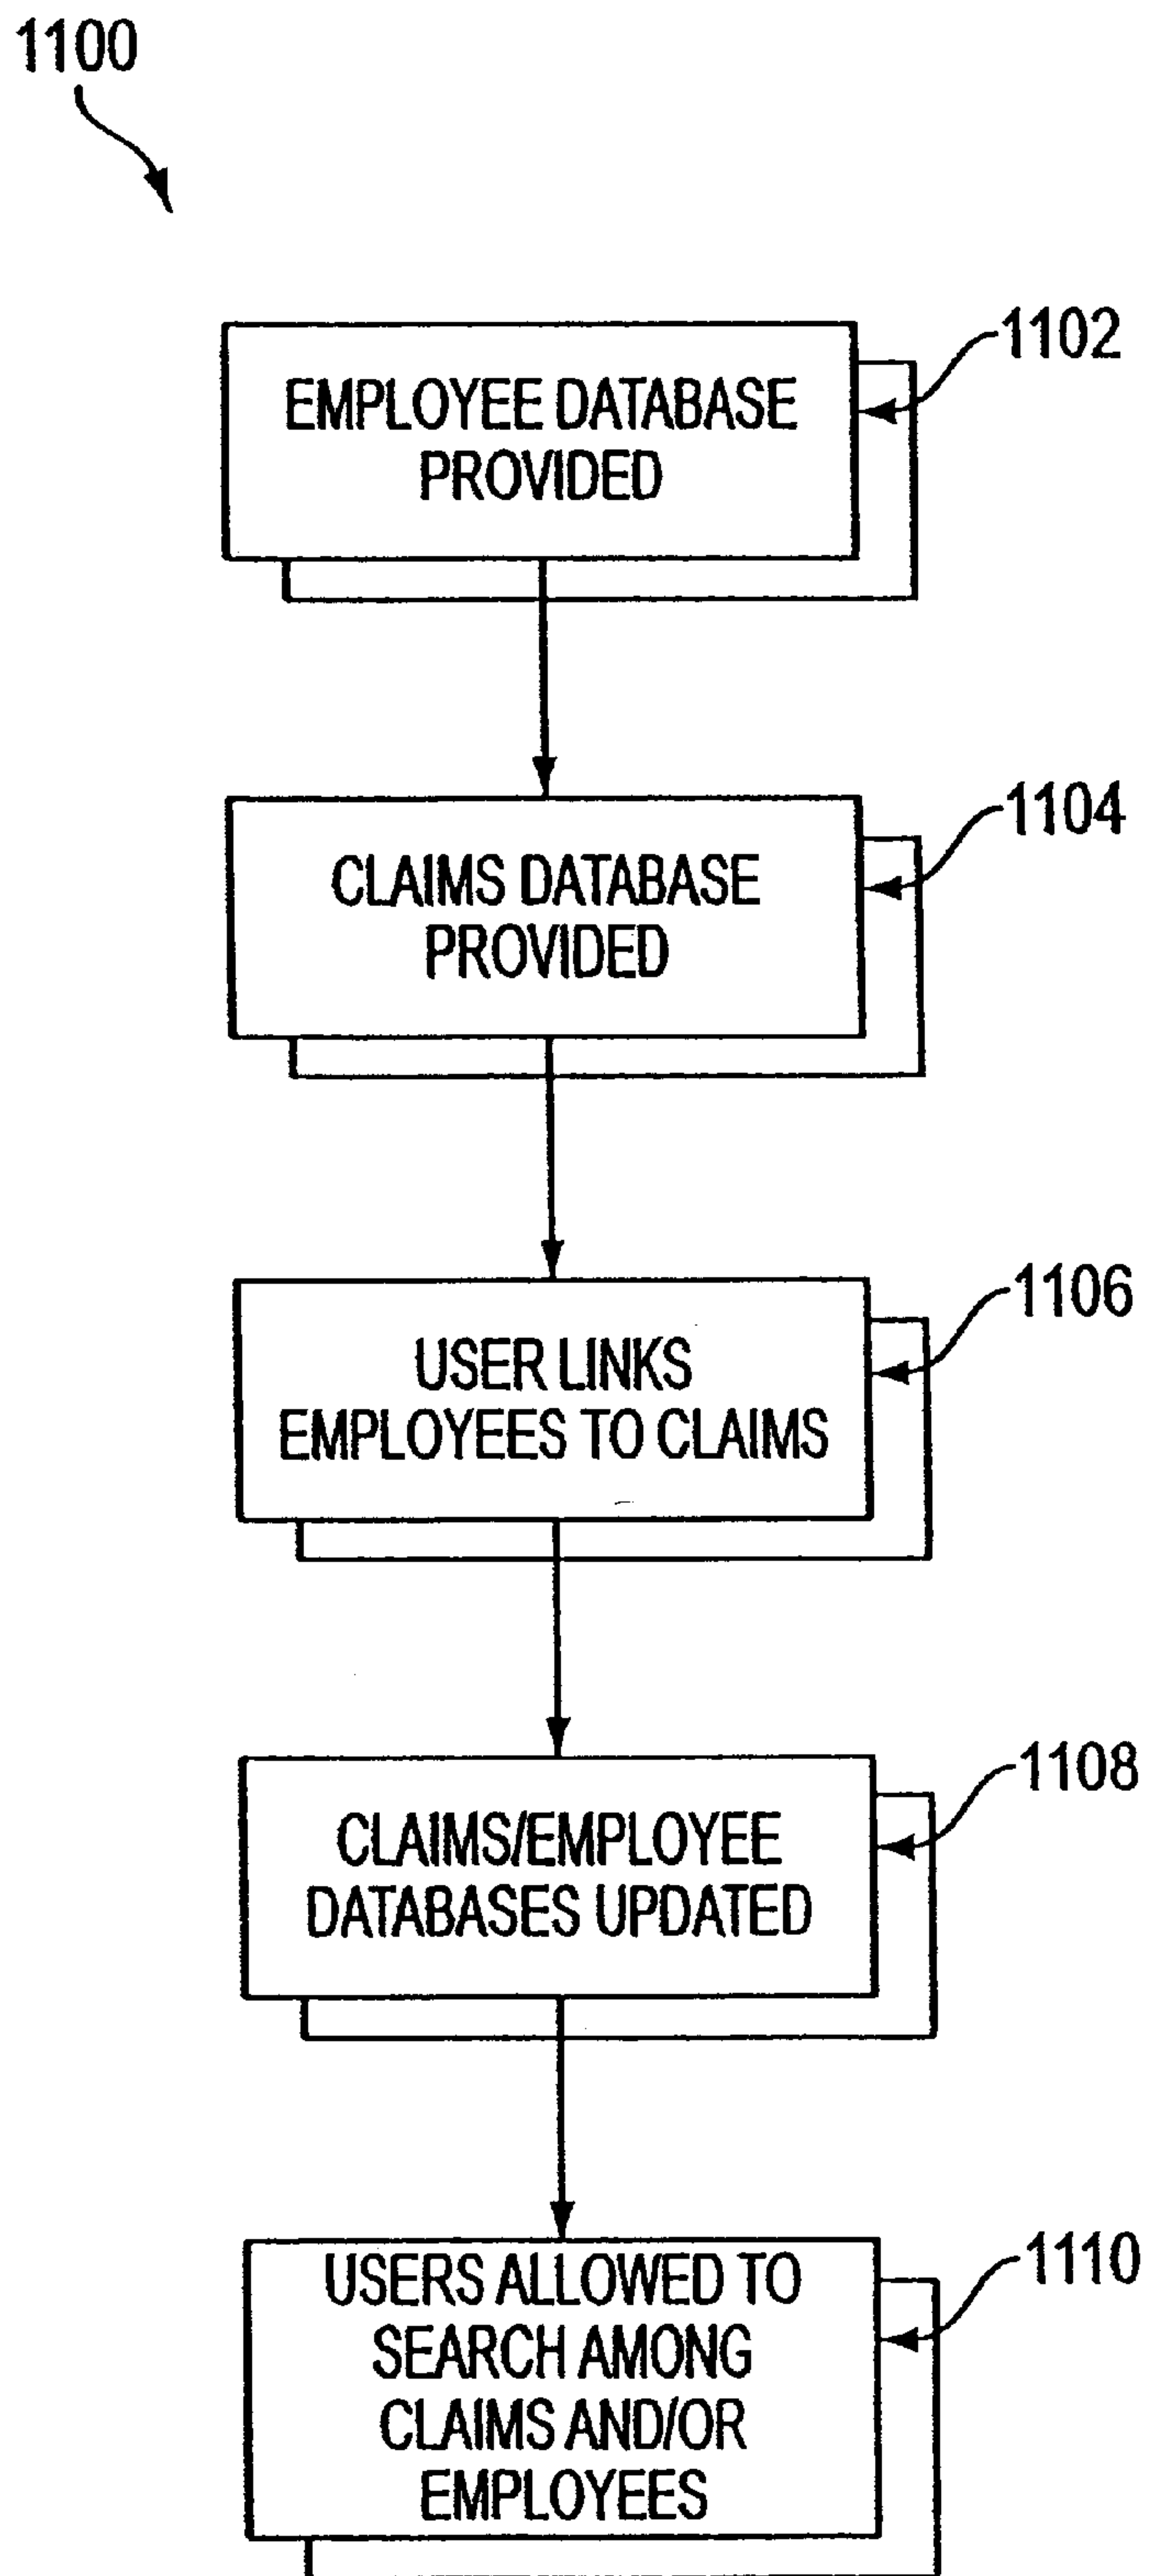 1100
1102
EMPLOYEE DATABASE
PROVIDED
1104
CLAIMS DATABASE
PROVIDED
1106
USER LINKS
EMPLOYEES TO CLAIMS
1108
CLAIMS/EMPLOYEE
DATABASES UPDATED
1110
USERS ALLOWED TO
SEARCH AMONG
CLAIMS AND/OR
EMPLOYEES